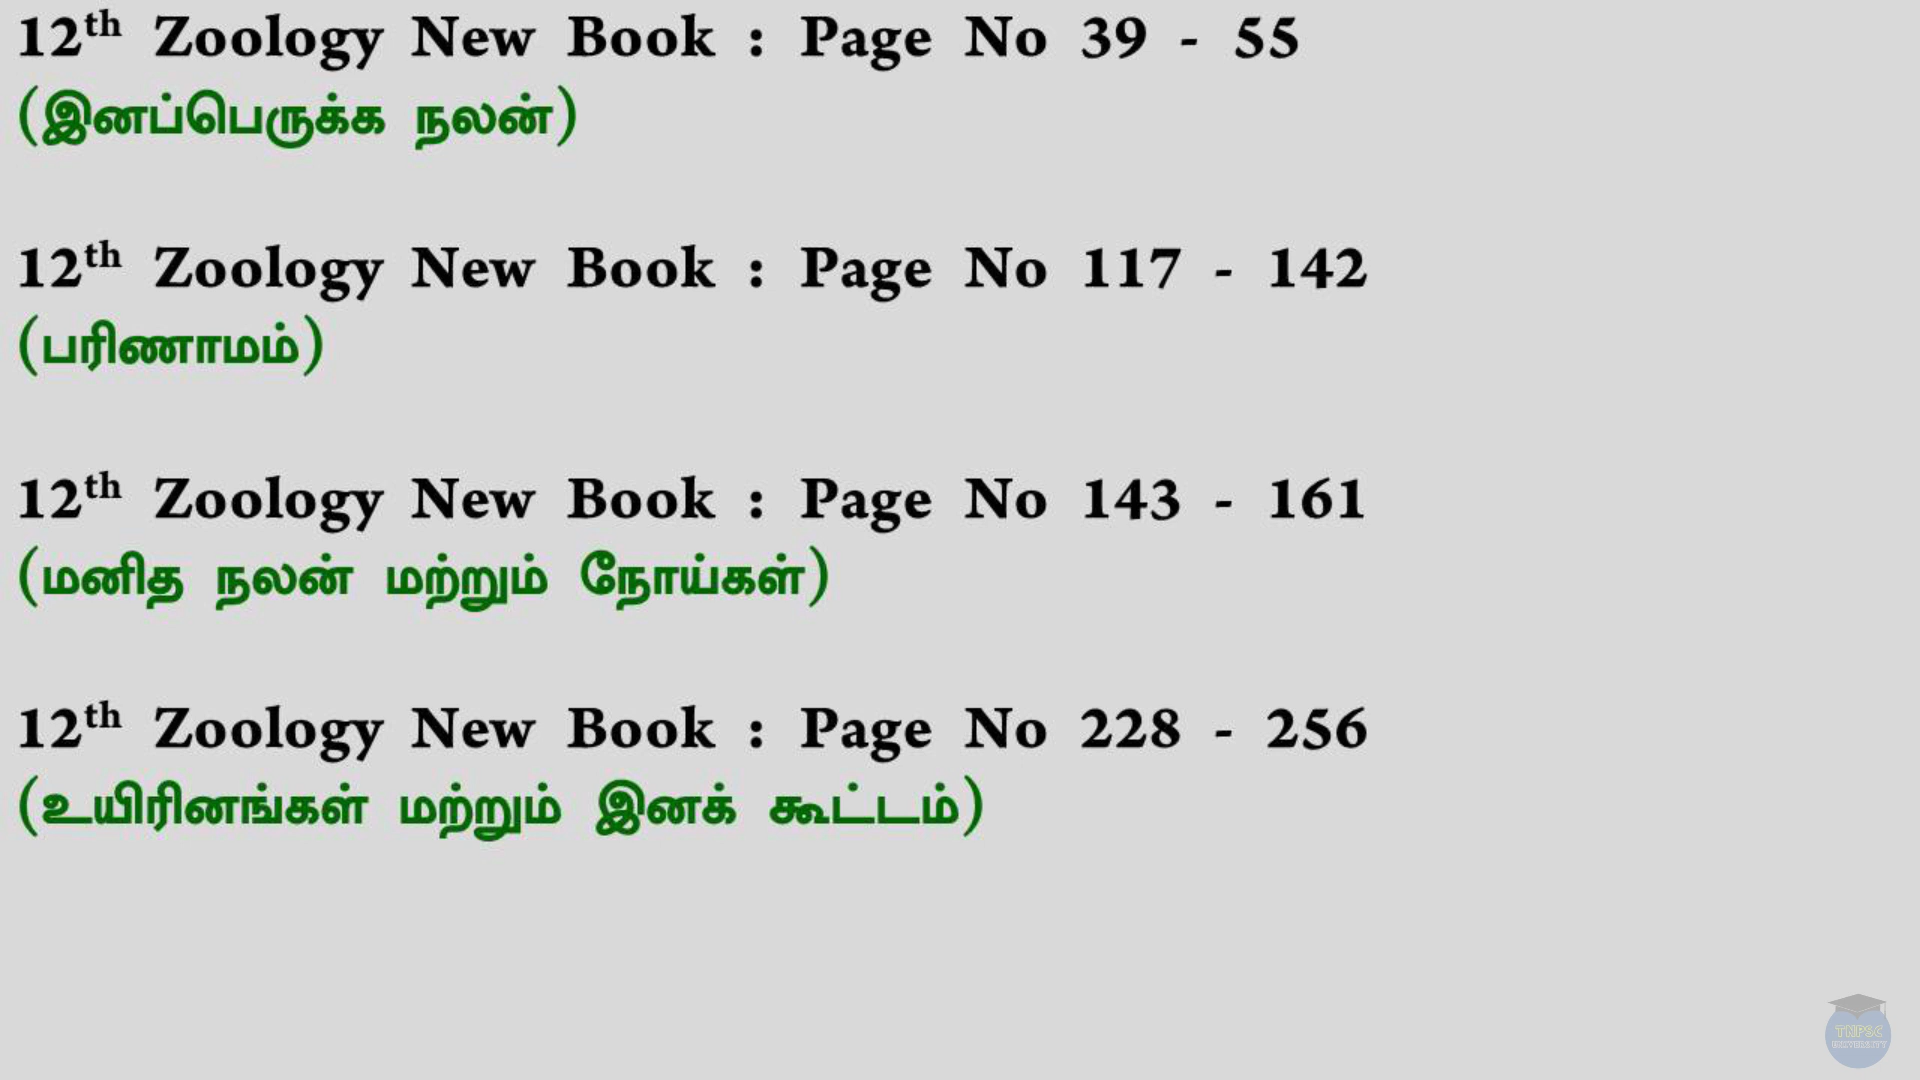 12th Zoology New Book : Page No 39 - 55
(இனப்பெருக்க நலன்)
12th Zoology New Book : Page No 117 - 142
(பரிணாமம்)
12th Zoology New Book : Page No 143 - 161
(மனித நலன் மற்றும் நோய்கள்)
12th Zoology New Book : Page No 228 - 256
(உயிரினங்கள் மற்றும் இனக் கூட்டம்)
TNPSC